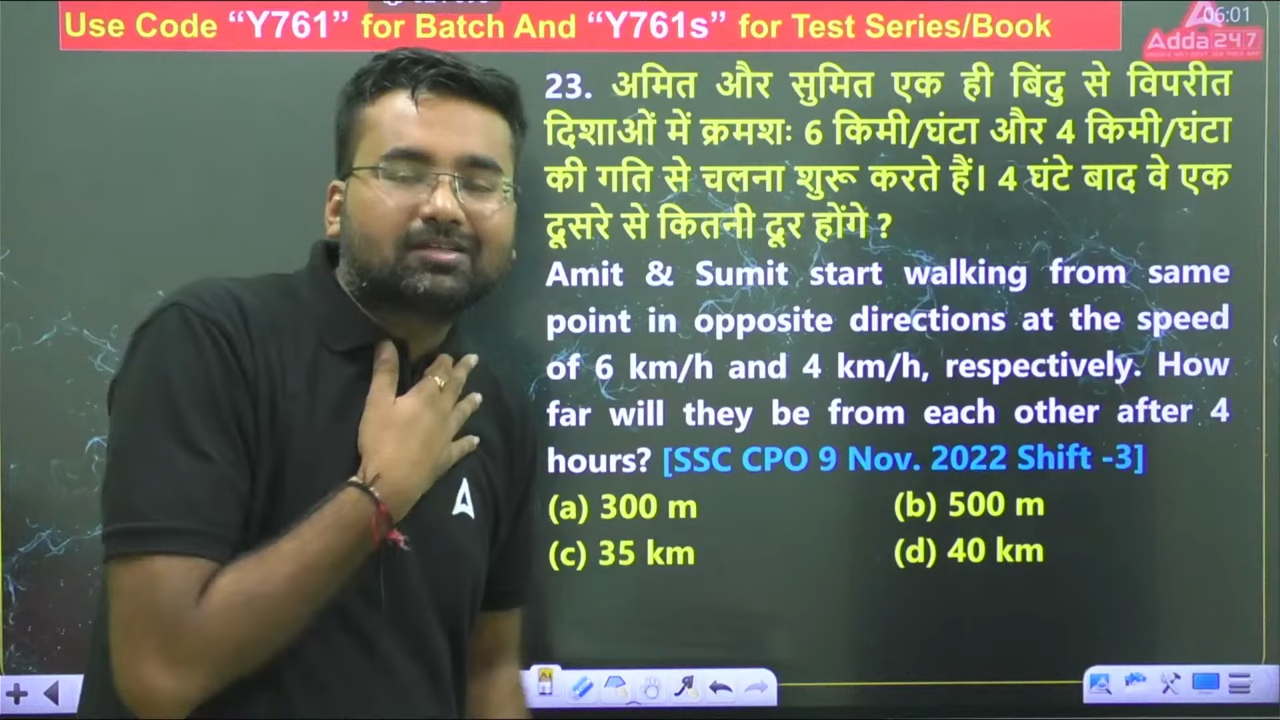 Use Code “Y761” for Batch And “Y761s” for Test Series/Book
06:01
Adda 247
23. अमित और सुमित एक ही बिंदु से विपरीत
दिशाओं में क्रमशः 6 किमी/घंटा और 4 किमी/घंटा
की गति से चलना शुरू करते हैं। 4 घंटे बाद वे एक
दूसरे से कितनी दूर होंगे ?
Amit & Sumit start walking from same
point in opposite directions at the speed
of 6 km/h and 4 km/h, respectively. How
far will they be from each other after 4
hours? [SSC CPO 9 Nov. 2022 Shift -3]
(a) 300 m (b) 500 m
(c) 35 km (d) 40 km